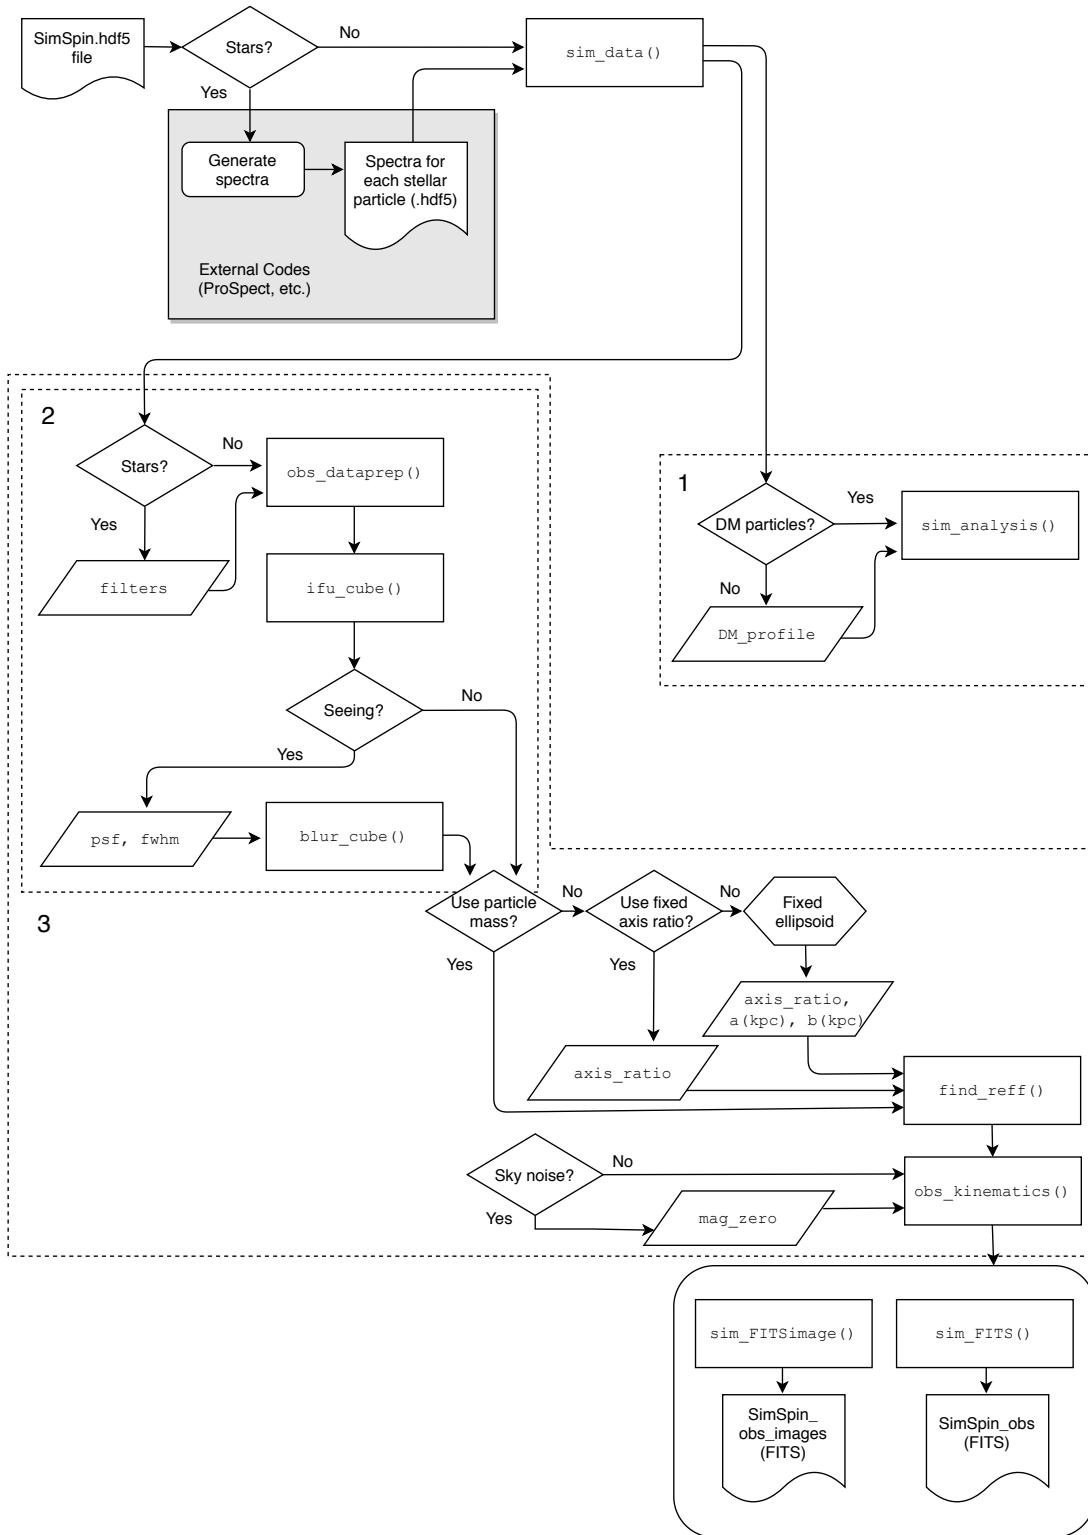 SimSpin.hdf5
file
Stars?
No
Yes
sim_data()
Generate
spectra
Spectra for
each stellar
particle (.hdf5)
External Codes
(ProSpect, etc.)
2
Stars?
No
Yes
obs_dataprep()
filters
ifu_cube()
1
DM particles?
Yes
No
sim_analysis()
DM_profile
Seeing?
No
Yes
psf, fwhm
blur_cube()
3
Use particle
mass?
No
Yes
Use fixed
axis ratio?
No
Yes
Fixed
ellipsoid
axis_ratio,
a(kpc), b(kpc)
axis_ratio
find_reff()
Sky noise?
No
Yes
mag_zero
obs_kinematics()
sim_FITSimage()
sim_FITS()
SimSpin_
obs_images
(FITS)
SimSpin_obs
(FITS)